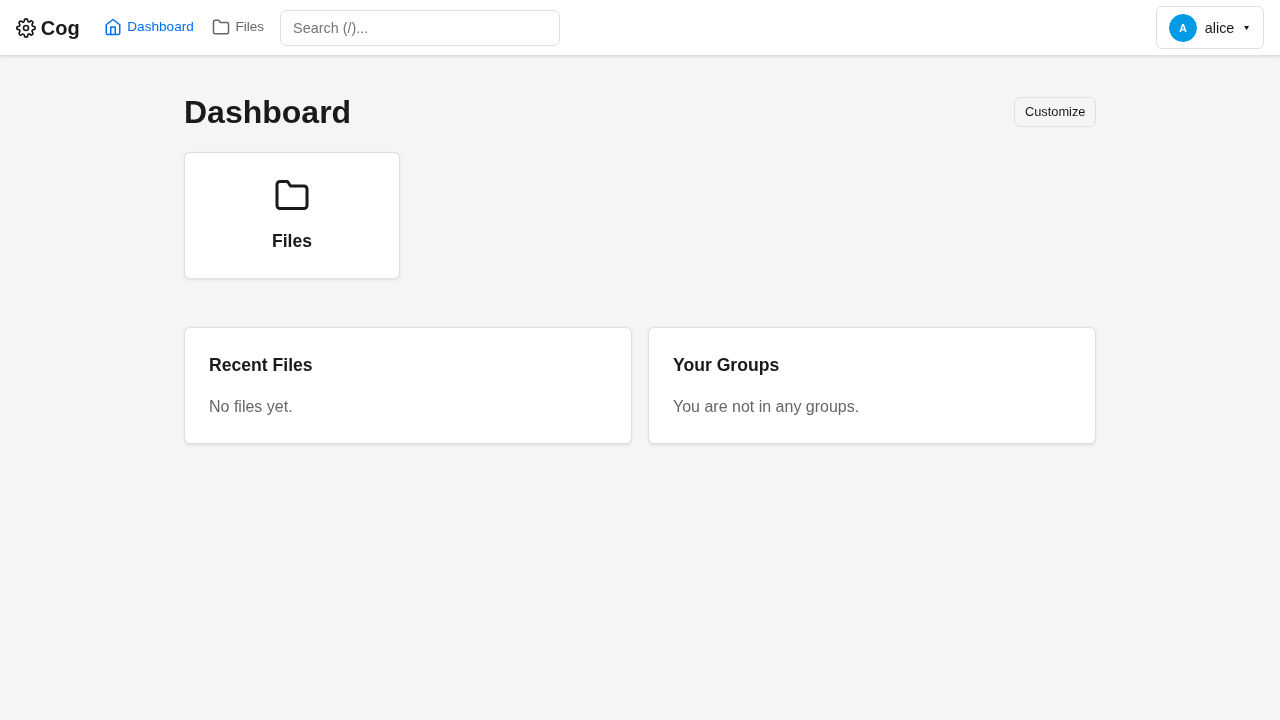 Cog
Dashboard
Files
Search (/)...
A
alice
Dashboard
Customize
Files
Recent Files
No files yet.
Your Groups
You are not in any groups.